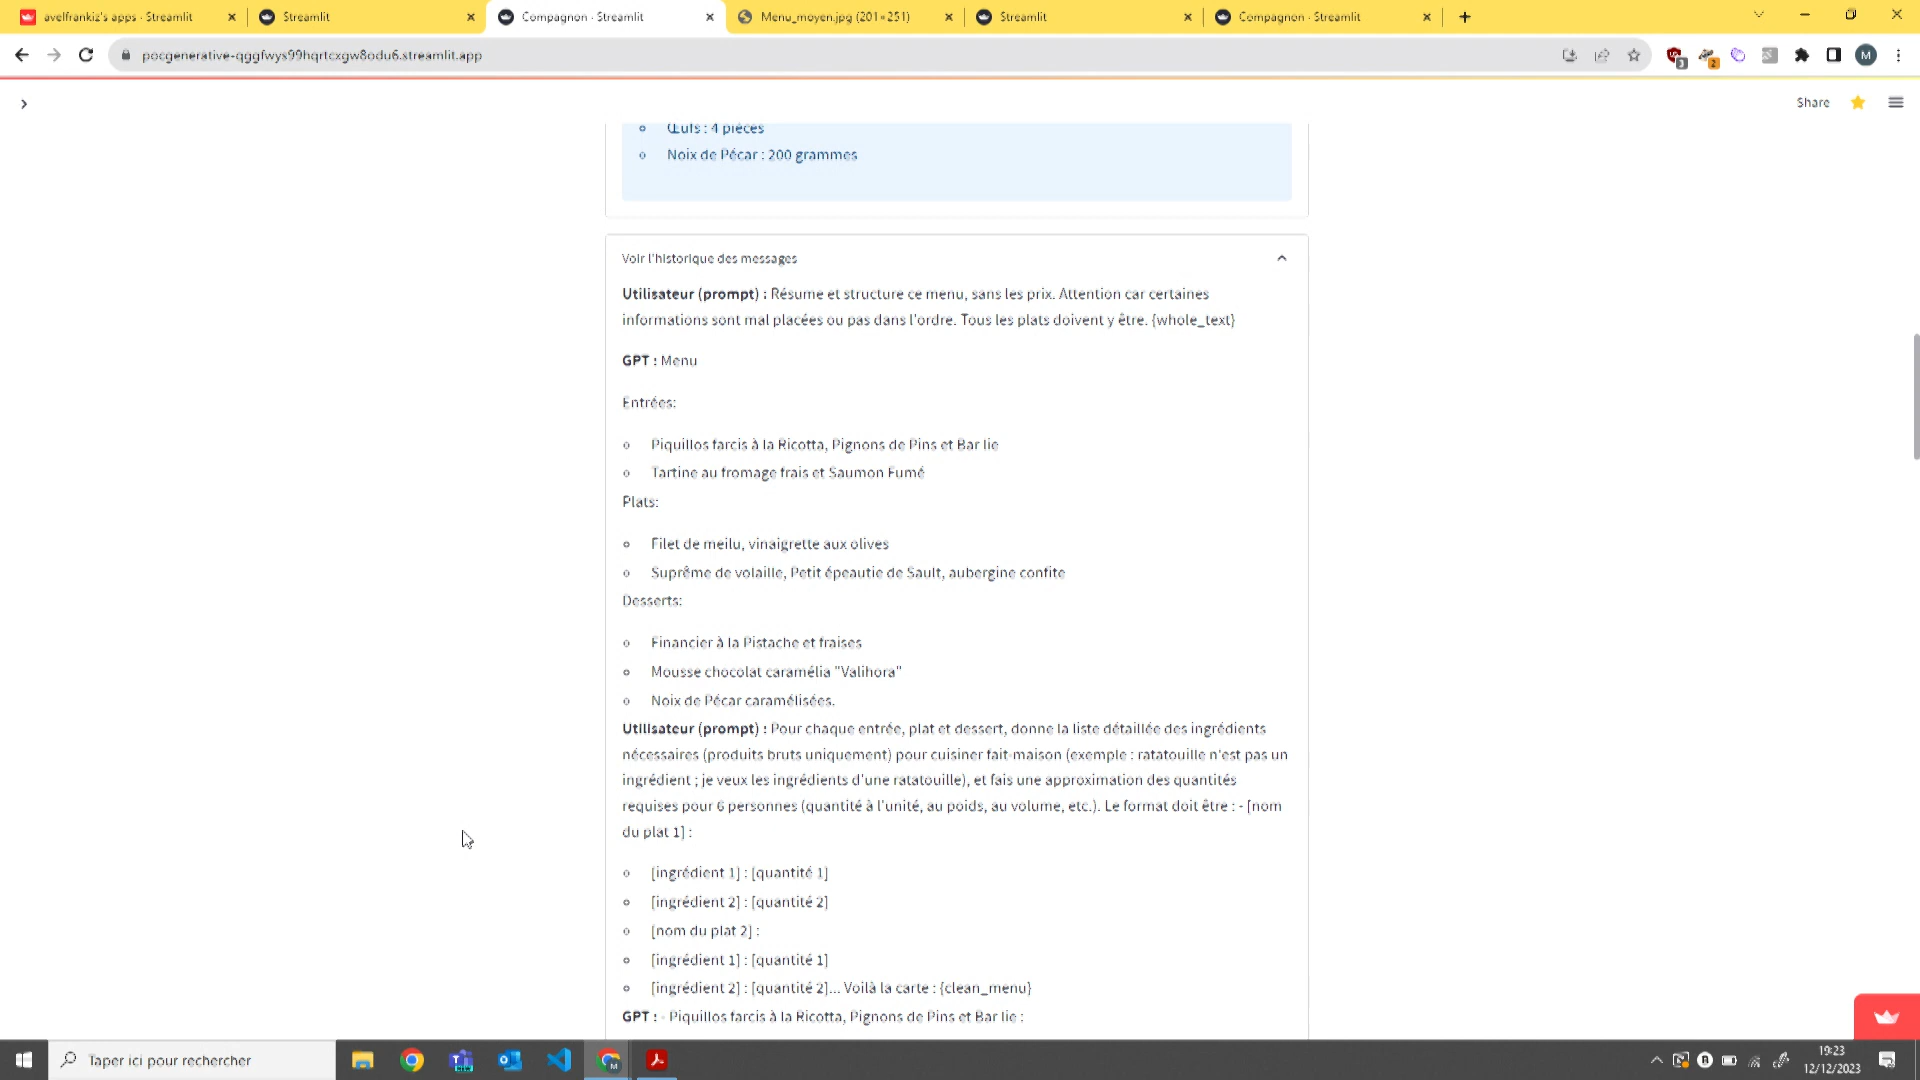 avelfranki2's apps · Streamlit
Streamlit
Compagnon · Streamlit
Menu_moyen.jpg (201×251)
Streamlit
Compagnon · Streamlit
pocgenerative-qggfwys99hqrtcxgw8odu6.streamlit.app
3
2
M
Share
Œufs : 4 pièces
Noix de Pécar : 200 grammes
Voir l'historique des messages
Utilisateur (prompt) : Résume et structure ce menu, sans les prix. Attention car certaines
informations sont mal placées ou pas dans l'ordre. Tous les plats doivent y être. {whole_text}
GPT : Menu
Entrées:
Piquillos farcis à la Ricotta, Pignons de Pins et Bar lie
Tartine au fromage frais et Saumon Fumé
Plats:
Filet de meilu, vinaigrette aux olives
Suprême de volaille, Petit épeautie de Sault, aubergine confite
Desserts:
Financier à la Pistache et fraises
Mousse chocolat caramélia "Valihora"
Noix de Pécar caramélisées.
Utilisateur (prompt) : Pour chaque entrée, plat et dessert, donne la liste détaillée des ingrédients
nécessaires (produits bruts uniquement) pour cuisiner fait-maison (exemple : ratatouille n'est pas un
ingrédient ; je veux les ingrédients d'une ratatouille), et fais une approximation des quantités
requises pour 6 personnes (quantité à l'unité, au poids, au volume, etc.). Le format doit être : - [nom
du plat 1] :
[ingrédient 1] : [quantité 1]
[ingrédient 2] : [quantité 2]
[nom du plat 2] :
[ingrédient 1] : [quantité 1]
[ingrédient 2] : [quantité 2]... Voilà la carte : {clean_menu}
GPT : - Piquillos farcis à la Ricotta, Pignons de Pins et Bar lie :
Taper ici pour rechercher
19:23
12/12/2023